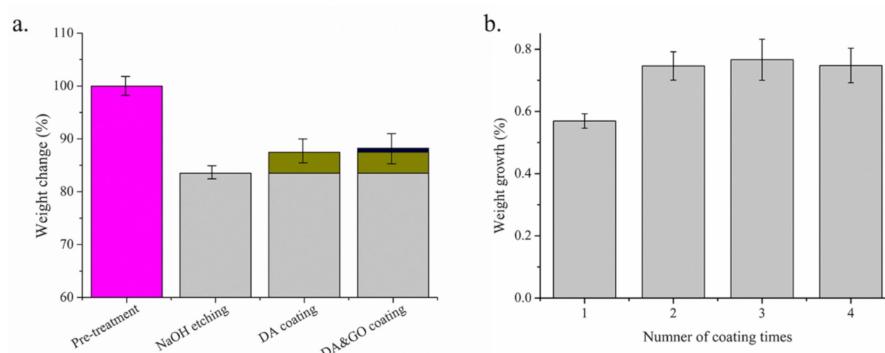 a.
110
100
90
80
70
60
Weight change (%)
Pre-treatment
NaOH etching
DA coating
DA&GO coating
b.
0.8
0.6
0.4
0.2
0.0
Weight growth (%)
1 2 3 4
Numner of coating times